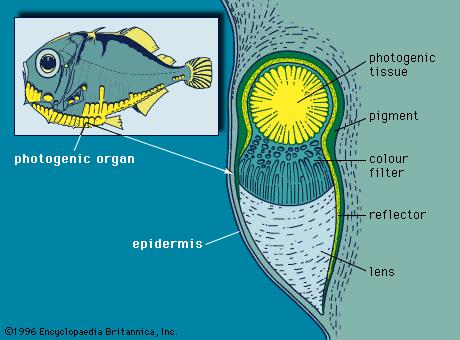 photogenic
tissue
pigment
colour
filter
photogenic organ
reflector
epidermis
lens
©1996 Encyclopaedia Britannica, Inc.